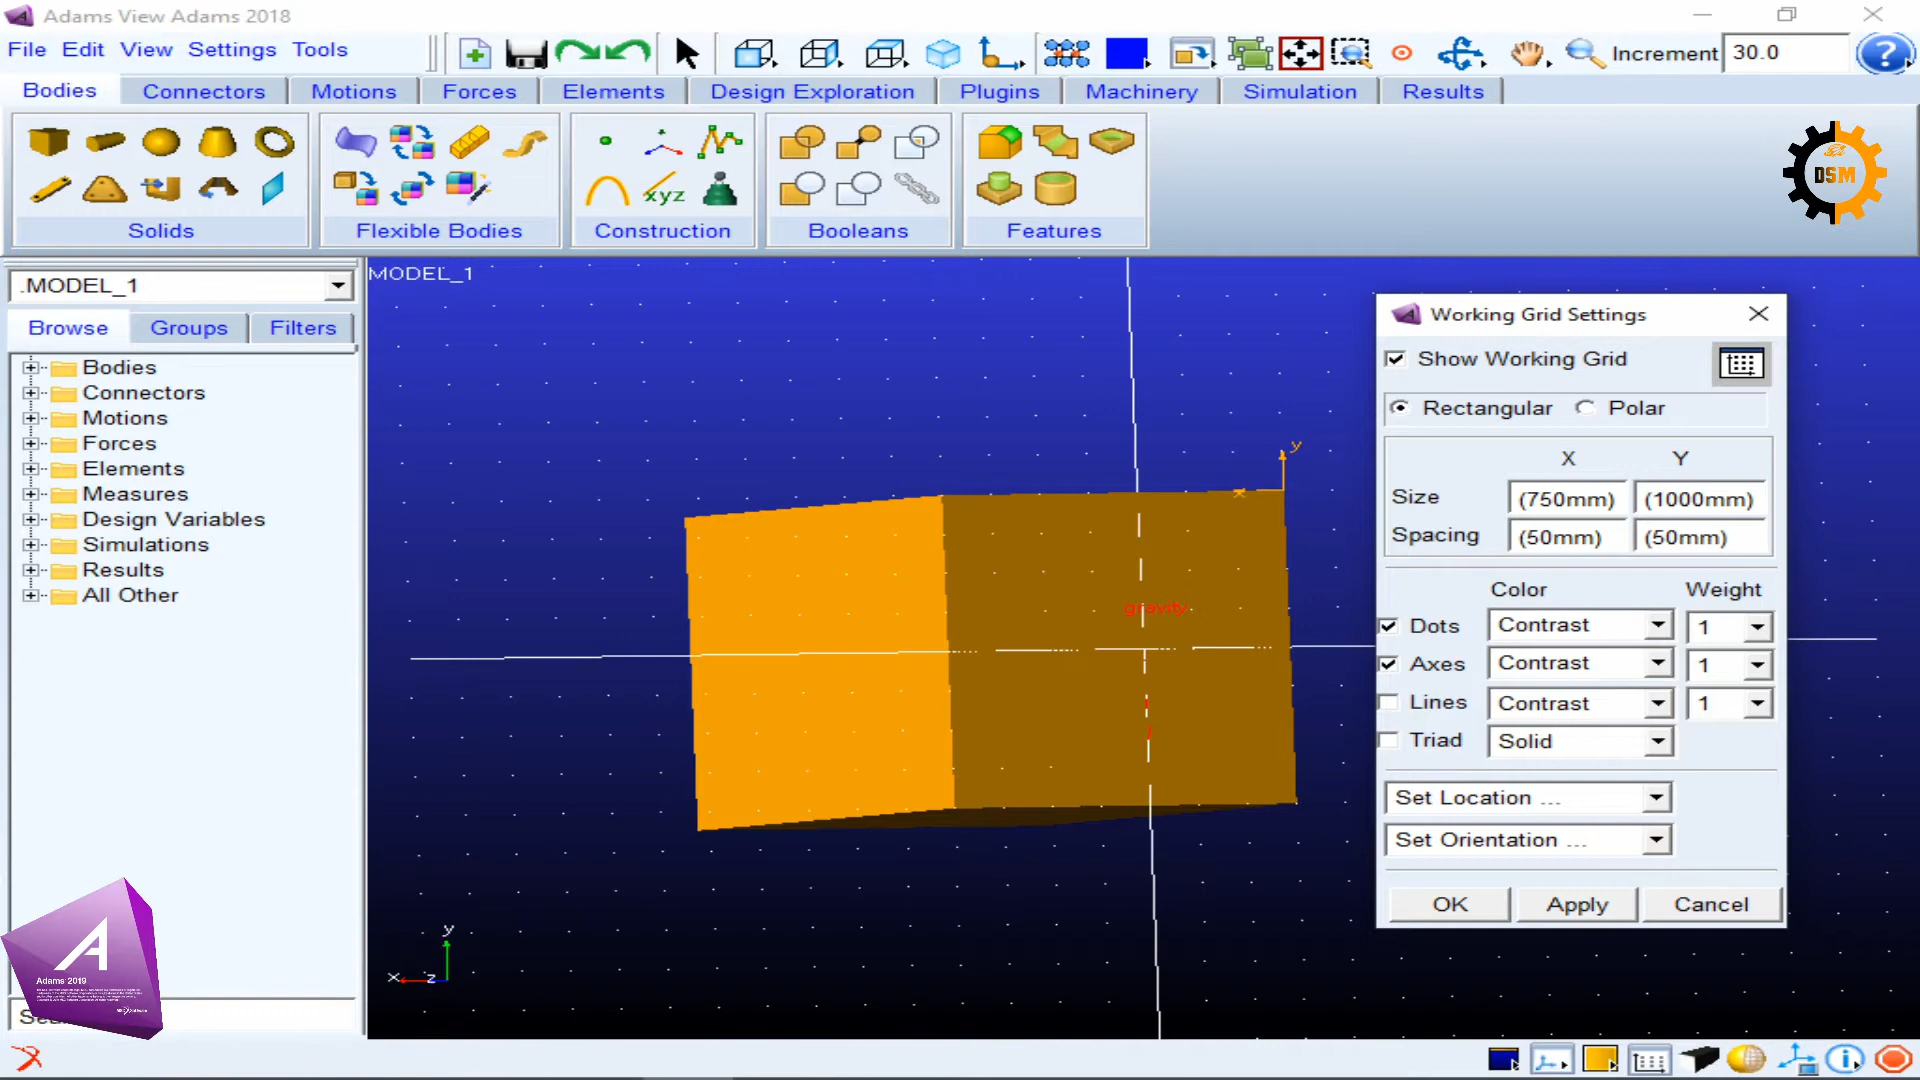 Adams View Adams 2018
File Edit View Settings Tools
Increment 30.0
Bodies Connectors Motions Forces Elements Design Exploration Plugins Machinery Simulation Results
xyz
Solids Flexible Bodies Construction Booleans Features
DSM
.MODEL_1
Browse Groups Filters
Bodies
Connectors
Motions
Forces
Elements
Measures
Design Variables
Simulations
Results
All Other
Adams 2019
MODEL_1
y
x
gravity
y
x z
Working Grid Settings
Show Working Grid
Rectangular Polar
X Y
Size (750mm) (1000mm)
Spacing (50mm) (50mm)
Color Weight
Dots Contrast 1
Axes Contrast 1
Lines Contrast 1
Triad Solid
Set Location ...
Set Orientation ...
OK Apply Cancel